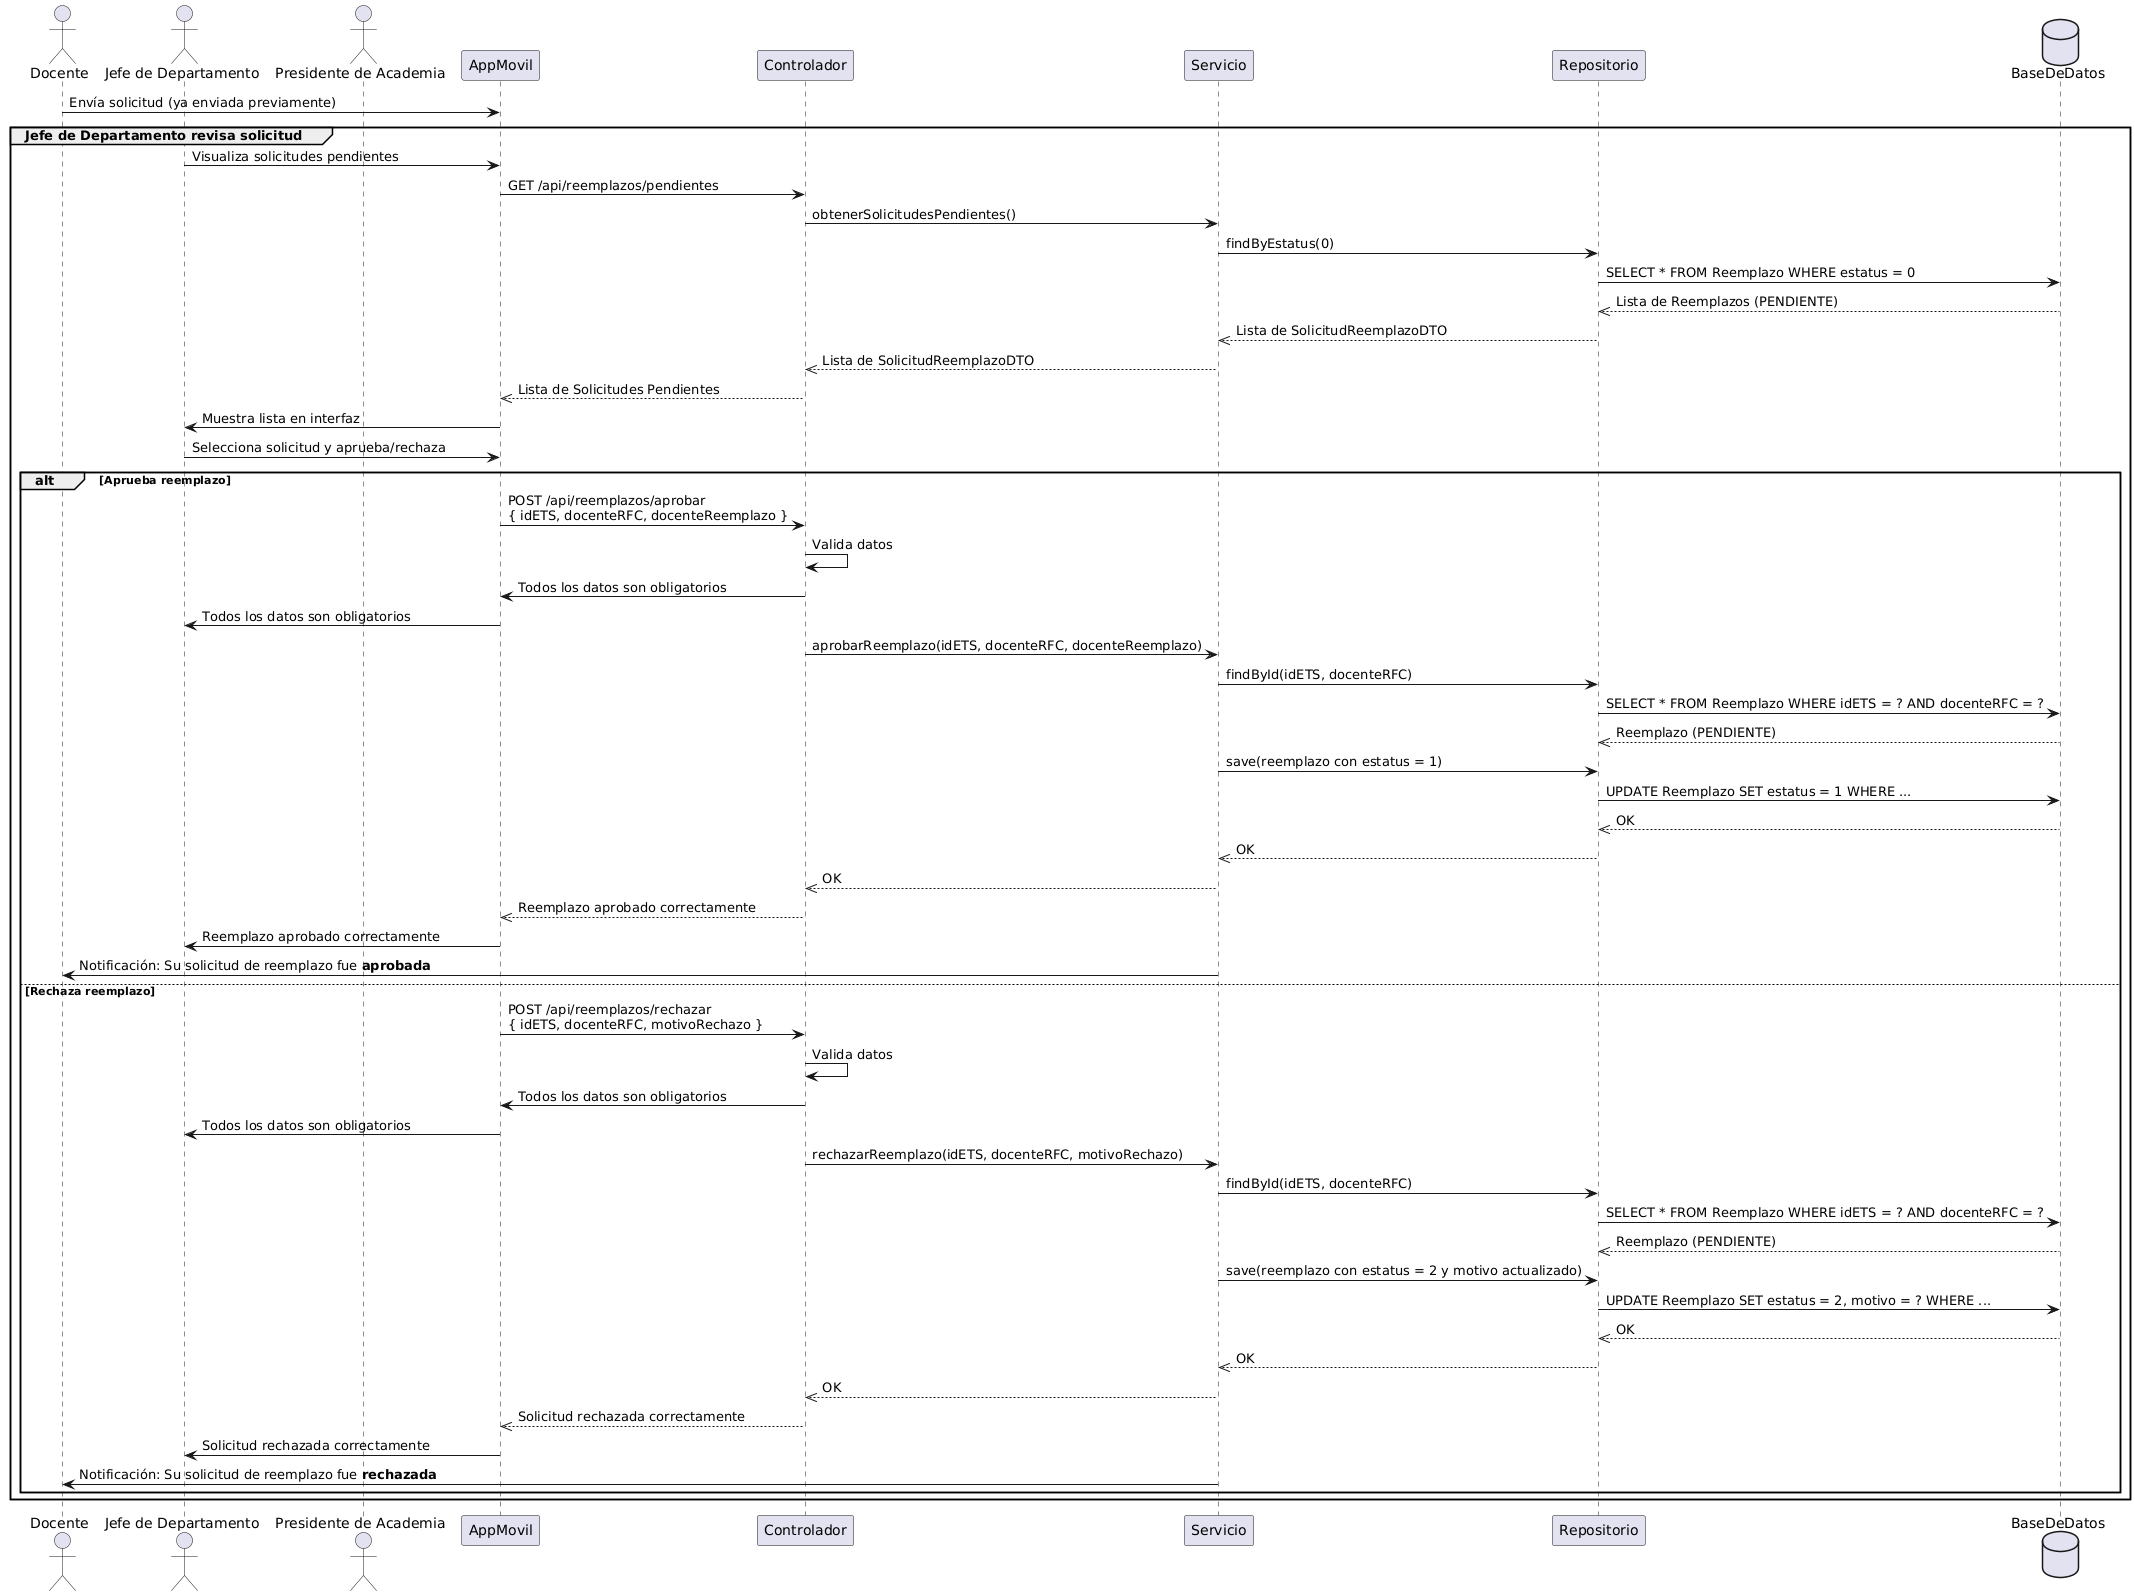 Docente
Jefe de Departamento
Presidente de Academia
AppMovil
Controlador
Servicio
Repositorio
BaseDeDatos
Envía solicitud (ya enviada previamente)
Jefe de Departamento revisa solicitud
Visualiza solicitudes pendientes
GET /api/reemplazos/pendientes
obtenerSolicitudesPendientes()
findByEstatus(0)
SELECT * FROM Reemplazo WHERE estatus = 0
Lista de Reemplazos (PENDIENTE)
Lista de SolicitudReemplazoDTO
Lista de SolicitudReemplazoDTO
Lista de Solicitudes Pendientes
Muestra lista en interfaz
Selecciona solicitud y aprueba/rechaza
alt [Aprueba reemplazo]
POST /api/reemplazos/aprobar
{ idETS, docenteRFC, docenteReemplazo }
Valida datos
Todos los datos son obligatorios
Todos los datos son obligatorios
aprobarReemplazo(idETS, docenteRFC, docenteReemplazo)
findById(idETS, docenteRFC)
SELECT * FROM Reemplazo WHERE idETS = ? AND docenteRFC = ?
Reemplazo (PENDIENTE)
save(reemplazo con estatus = 1)
UPDATE Reemplazo SET estatus = 1 WHERE ...
OK
OK
OK
Reemplazo aprobado correctamente
Reemplazo aprobado correctamente
Notificación: Su solicitud de reemplazo fue aprobada
[Rechaza reemplazo]
POST /api/reemplazos/rechazar
{ idETS, docenteRFC, motivoRechazo }
Valida datos
Todos los datos son obligatorios
Todos los datos son obligatorios
rechazarReemplazo(idETS, docenteRFC, motivoRechazo)
findById(idETS, docenteRFC)
SELECT * FROM Reemplazo WHERE idETS = ? AND docenteRFC = ?
Reemplazo (PENDIENTE)
save(reemplazo con estatus = 2 y motivo actualizado)
UPDATE Reemplazo SET estatus = 2, motivo = ? WHERE ...
OK
OK
OK
Solicitud rechazada correctamente
Solicitud rechazada correctamente
Notificación: Su solicitud de reemplazo fue rechazada
Docente
Jefe de Departamento
Presidente de Academia
AppMovil
Controlador
Servicio
Repositorio
BaseDeDatos